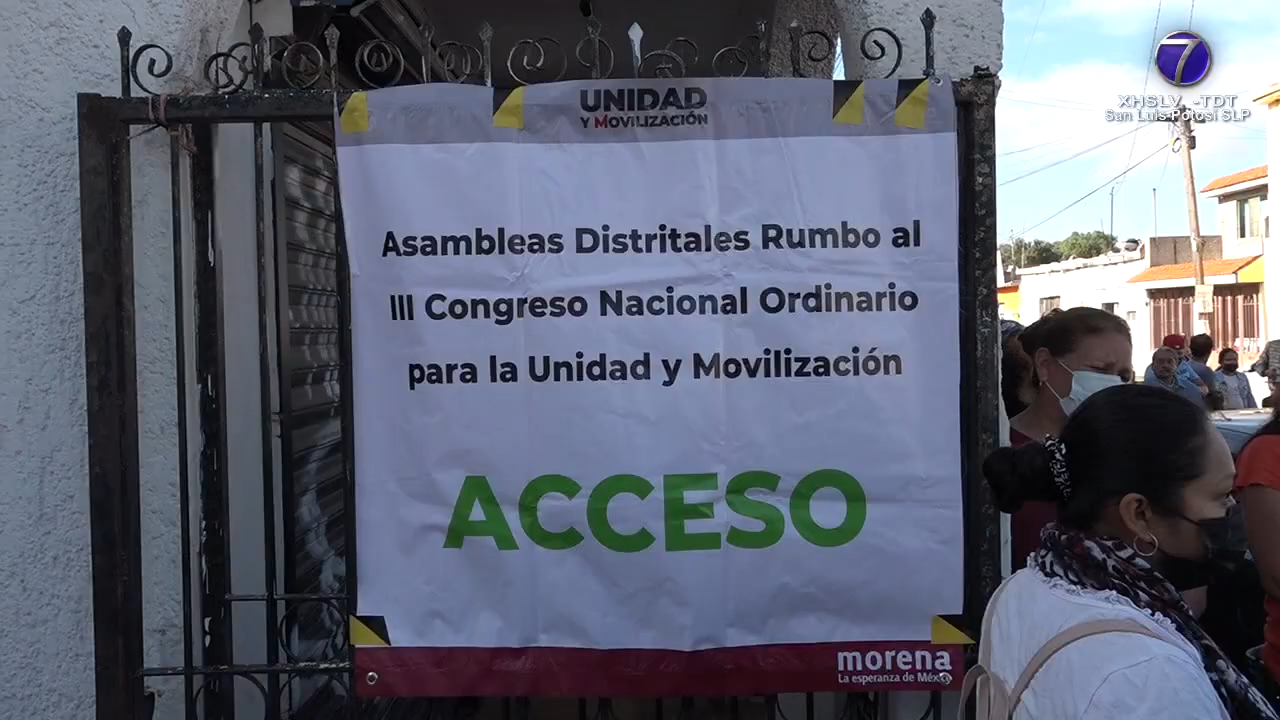 7
XHSLV -TDT
San Luis Potosí SLP
UNIDAD
Y MOVILIZACIÓN
Asambleas Distritales Rumbo al
III Congreso Nacional Ordinario
para la Unidad y Movilización
ACCESO
morena
La esperanza de México